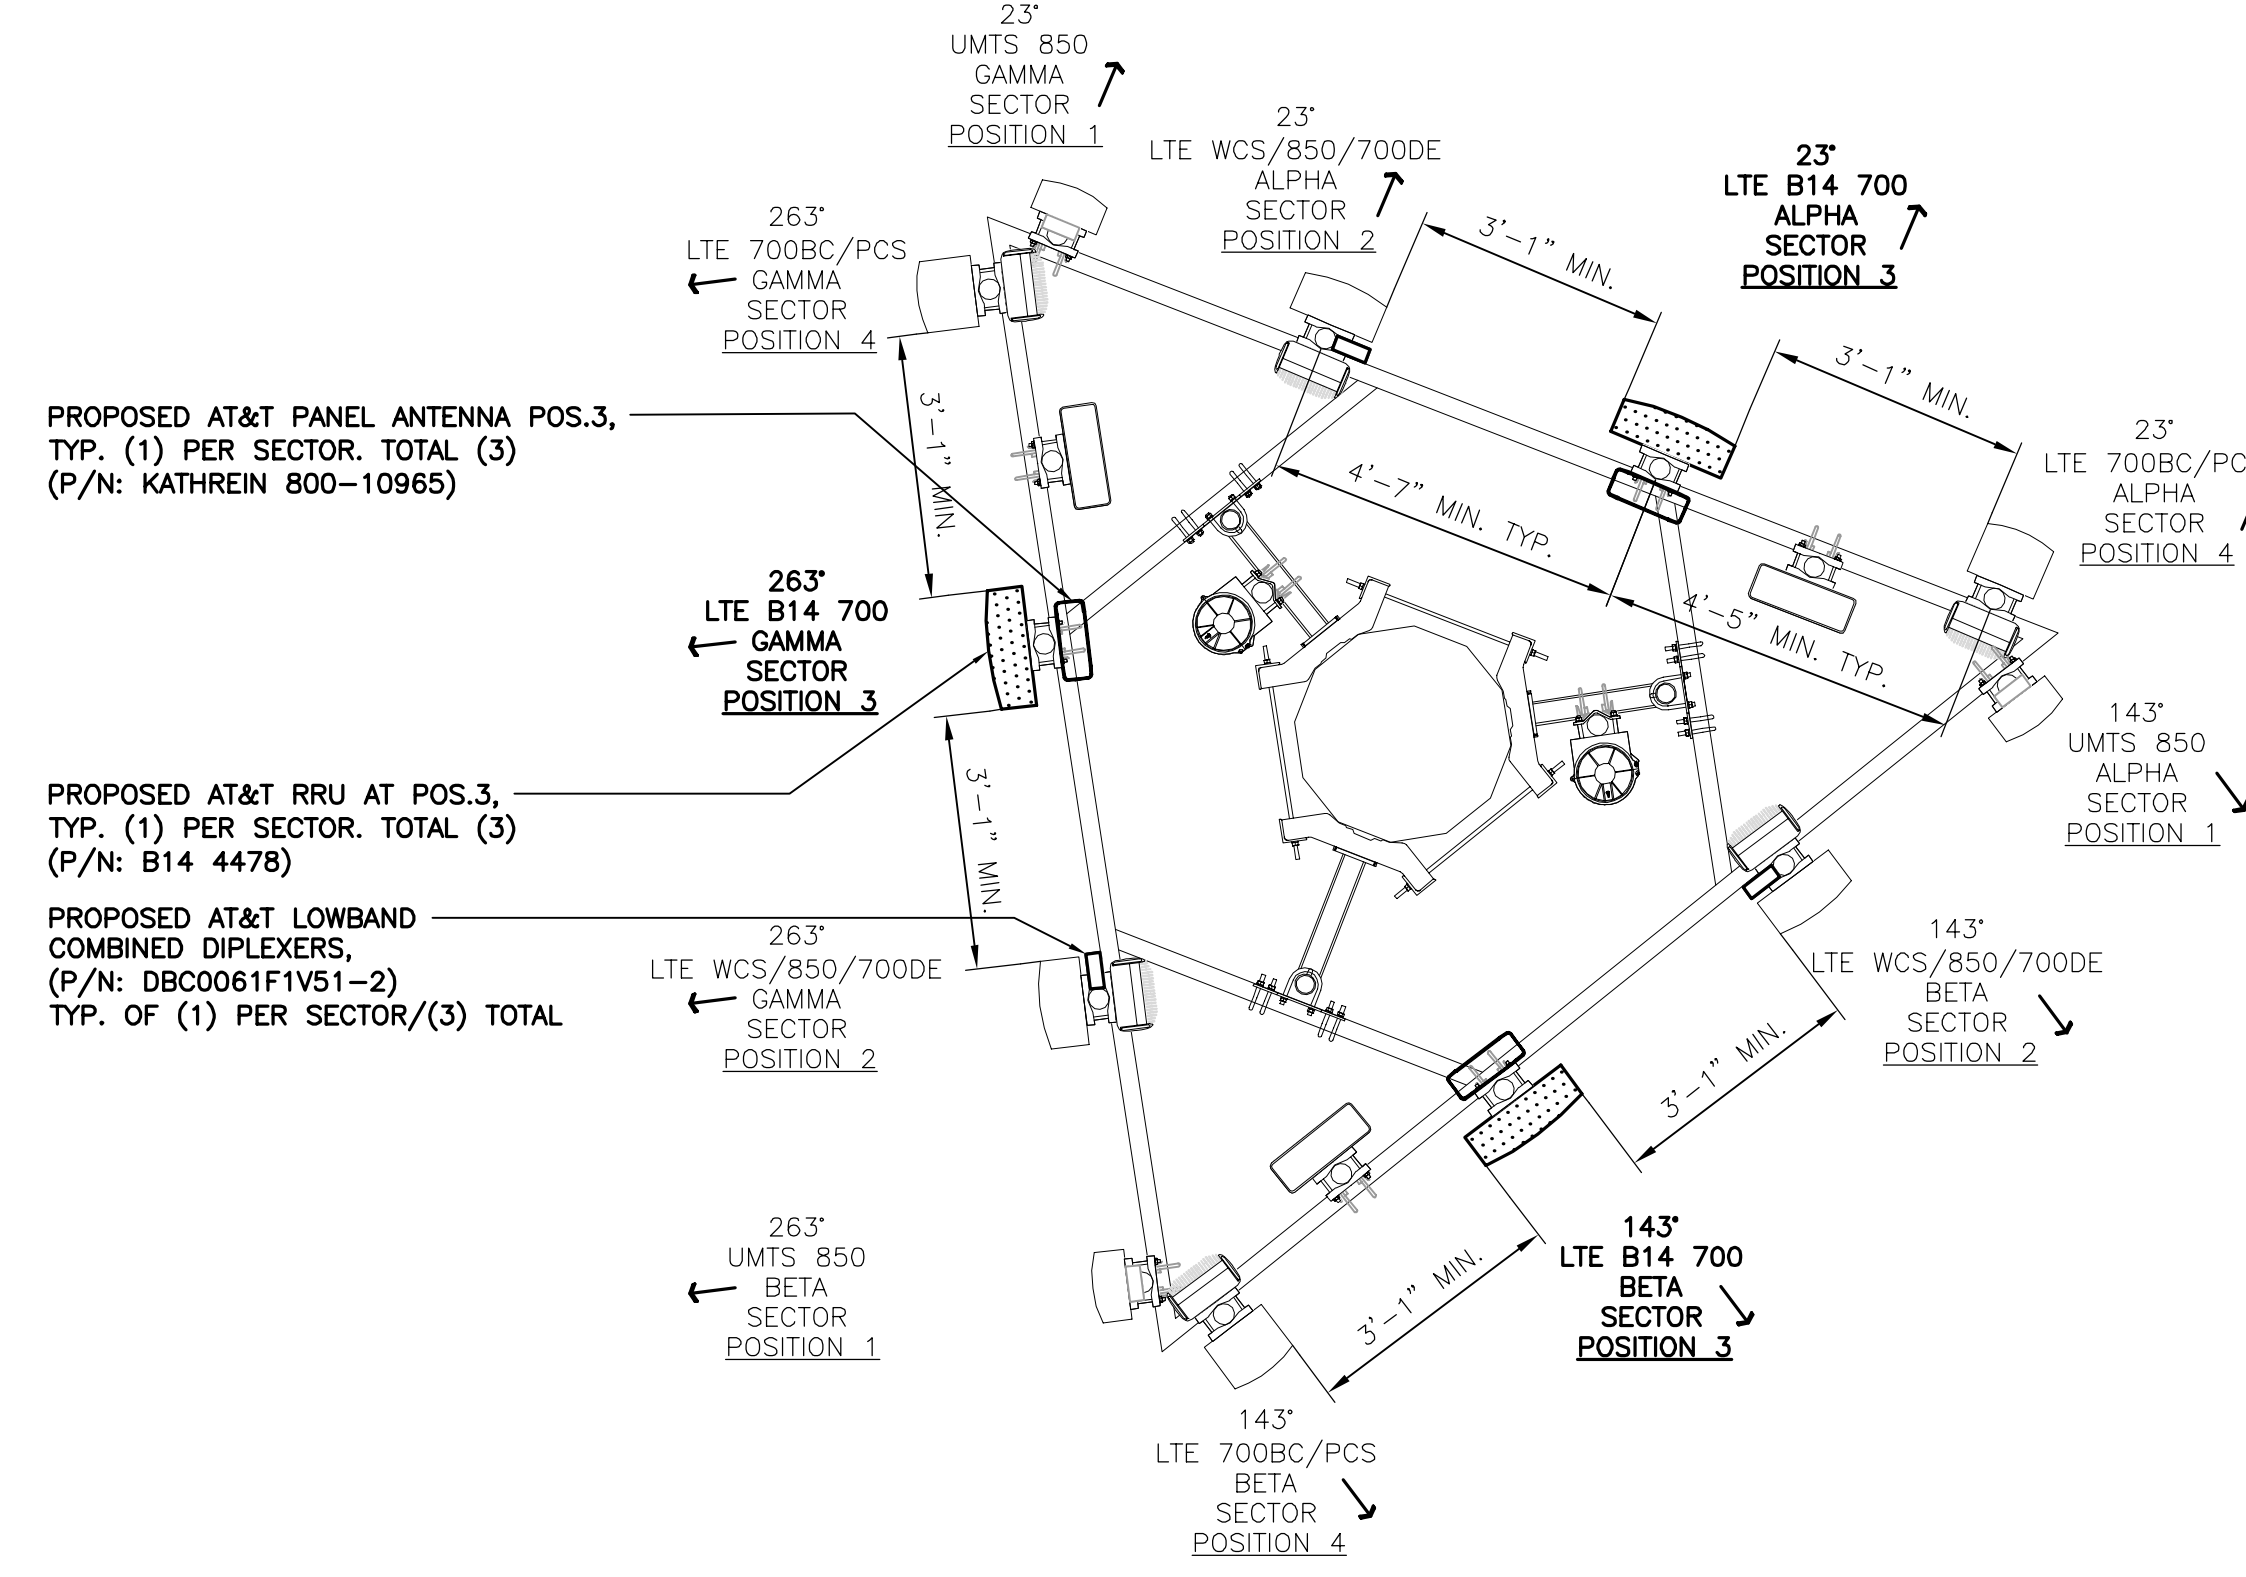 23°
UMTS 850
GAMMA
SECTOR
POSITION 1
23°
LTE WCS/850/700DE
ALPHA
SECTOR
POSITION 2
23°
LTE B14 700
ALPHA
SECTOR
POSITION 3
263°
LTE 700BC/PCS
GAMMA
SECTOR
POSITION 4
3'-1" MIN.
3'-1" MIN.
3'-1" MIN.
PROPOSED AT&T PANEL ANTENNA POS.3,
TYP. (1) PER SECTOR. TOTAL (3)
(P/N: KATHREIN 800-10965)
23°
LTE 700BC/PC
ALPHA
SECTOR
POSITION 4
4'-7" MIN. TYP.
4'-5" MIN. TYP.
263°
LTE B14 700
GAMMA
SECTOR
POSITION 3
143°
UMTS 850
ALPHA
SECTOR
POSITION 1
PROPOSED AT&T RRU AT POS.3,
TYP. (1) PER SECTOR. TOTAL (3)
(P/N: B14 4478)
3'-1" MIN.
PROPOSED AT&T LOWBAND
COMBINED DIPLEXERS,
(P/N: DBC0061F1V51-2)
TYP. OF (1) PER SECTOR/(3) TOTAL
263°
LTE WCS/850/700DE
GAMMA
SECTOR
POSITION 2
143°
LTE WCS/850/700DE
BETA
SECTOR
POSITION 2
3'-1" MIN.
263°
UMTS 850
BETA
SECTOR
POSITION 1
3'-1" MIN.
143°
LTE B14 700
BETA
SECTOR
POSITION 3
143°
LTE 700BC/PCS
BETA
SECTOR
POSITION 4